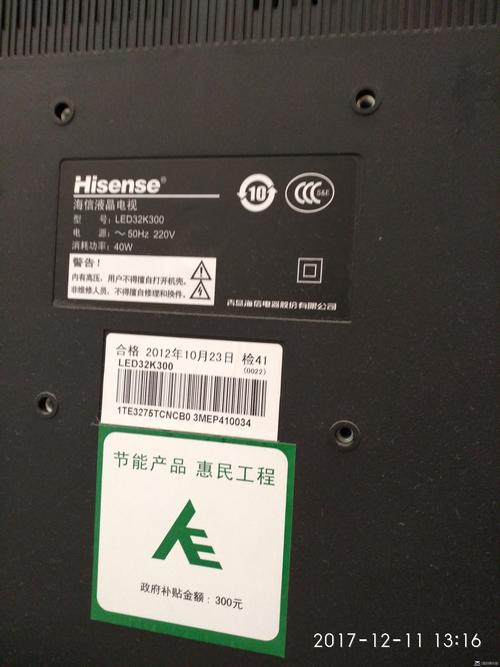 Hisense®
海信液晶电视
型 号: LED32K300
电 源: ～50Hz 220V
消耗功率: 40W
10
CCC
S&E
警告!
内有高压，用户不得擅自打开机壳。
非维修人员，不得擅自修理和换件。
青岛海信电器股份有限公司
合格 2012年10月23日 检41
LED32K300 (0022)
1TE3275TCNCB0 3MEP410034
节能产品 惠民工程
政府补贴金额: 300元
2017-12-11 13:16